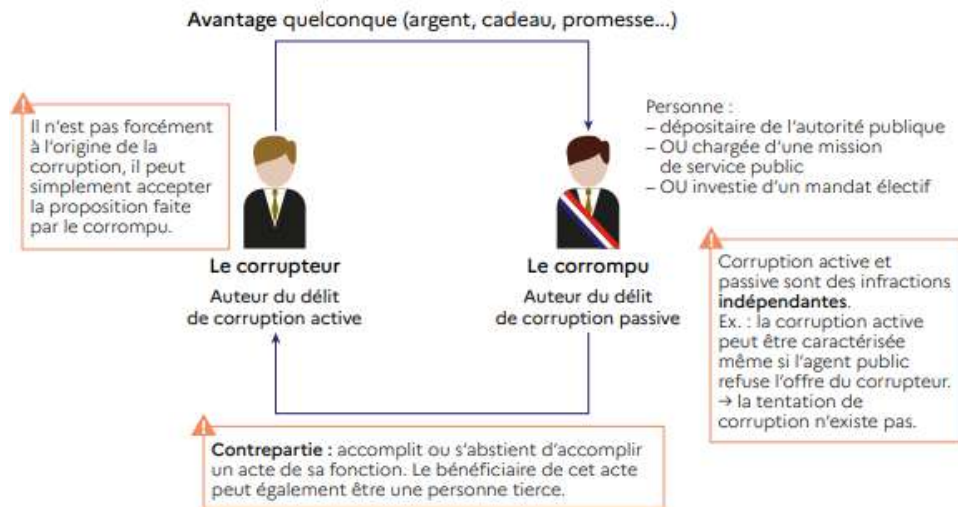 Avantage quelconque (argent, cadeau, promesse...)
Il n'est pas forcément
à l'origine de la
corruption, il peut
simplement accepter
la proposition faite
par le corrompu.
Personne :
– dépositaire de l'autorité publique
– OU chargée d'une mission
de service public
– OU investie d'un mandat électif
Le corrupteur
Auteur du délit
de corruption active
Le corrompu
Auteur du délit
de corruption passive
Corruption active et
passive sont des infractions
indépendantes.
Ex. : la corruption active
peut être caractérisée
même si l'agent public
refuse l'offre du corrupteur.
→ la tentation de
corruption n'existe pas.
Contrepartie : accomplit ou s'abstient d'accomplir
un acte de sa fonction. Le bénéficiaire de cet acte
peut également être une personne tierce.